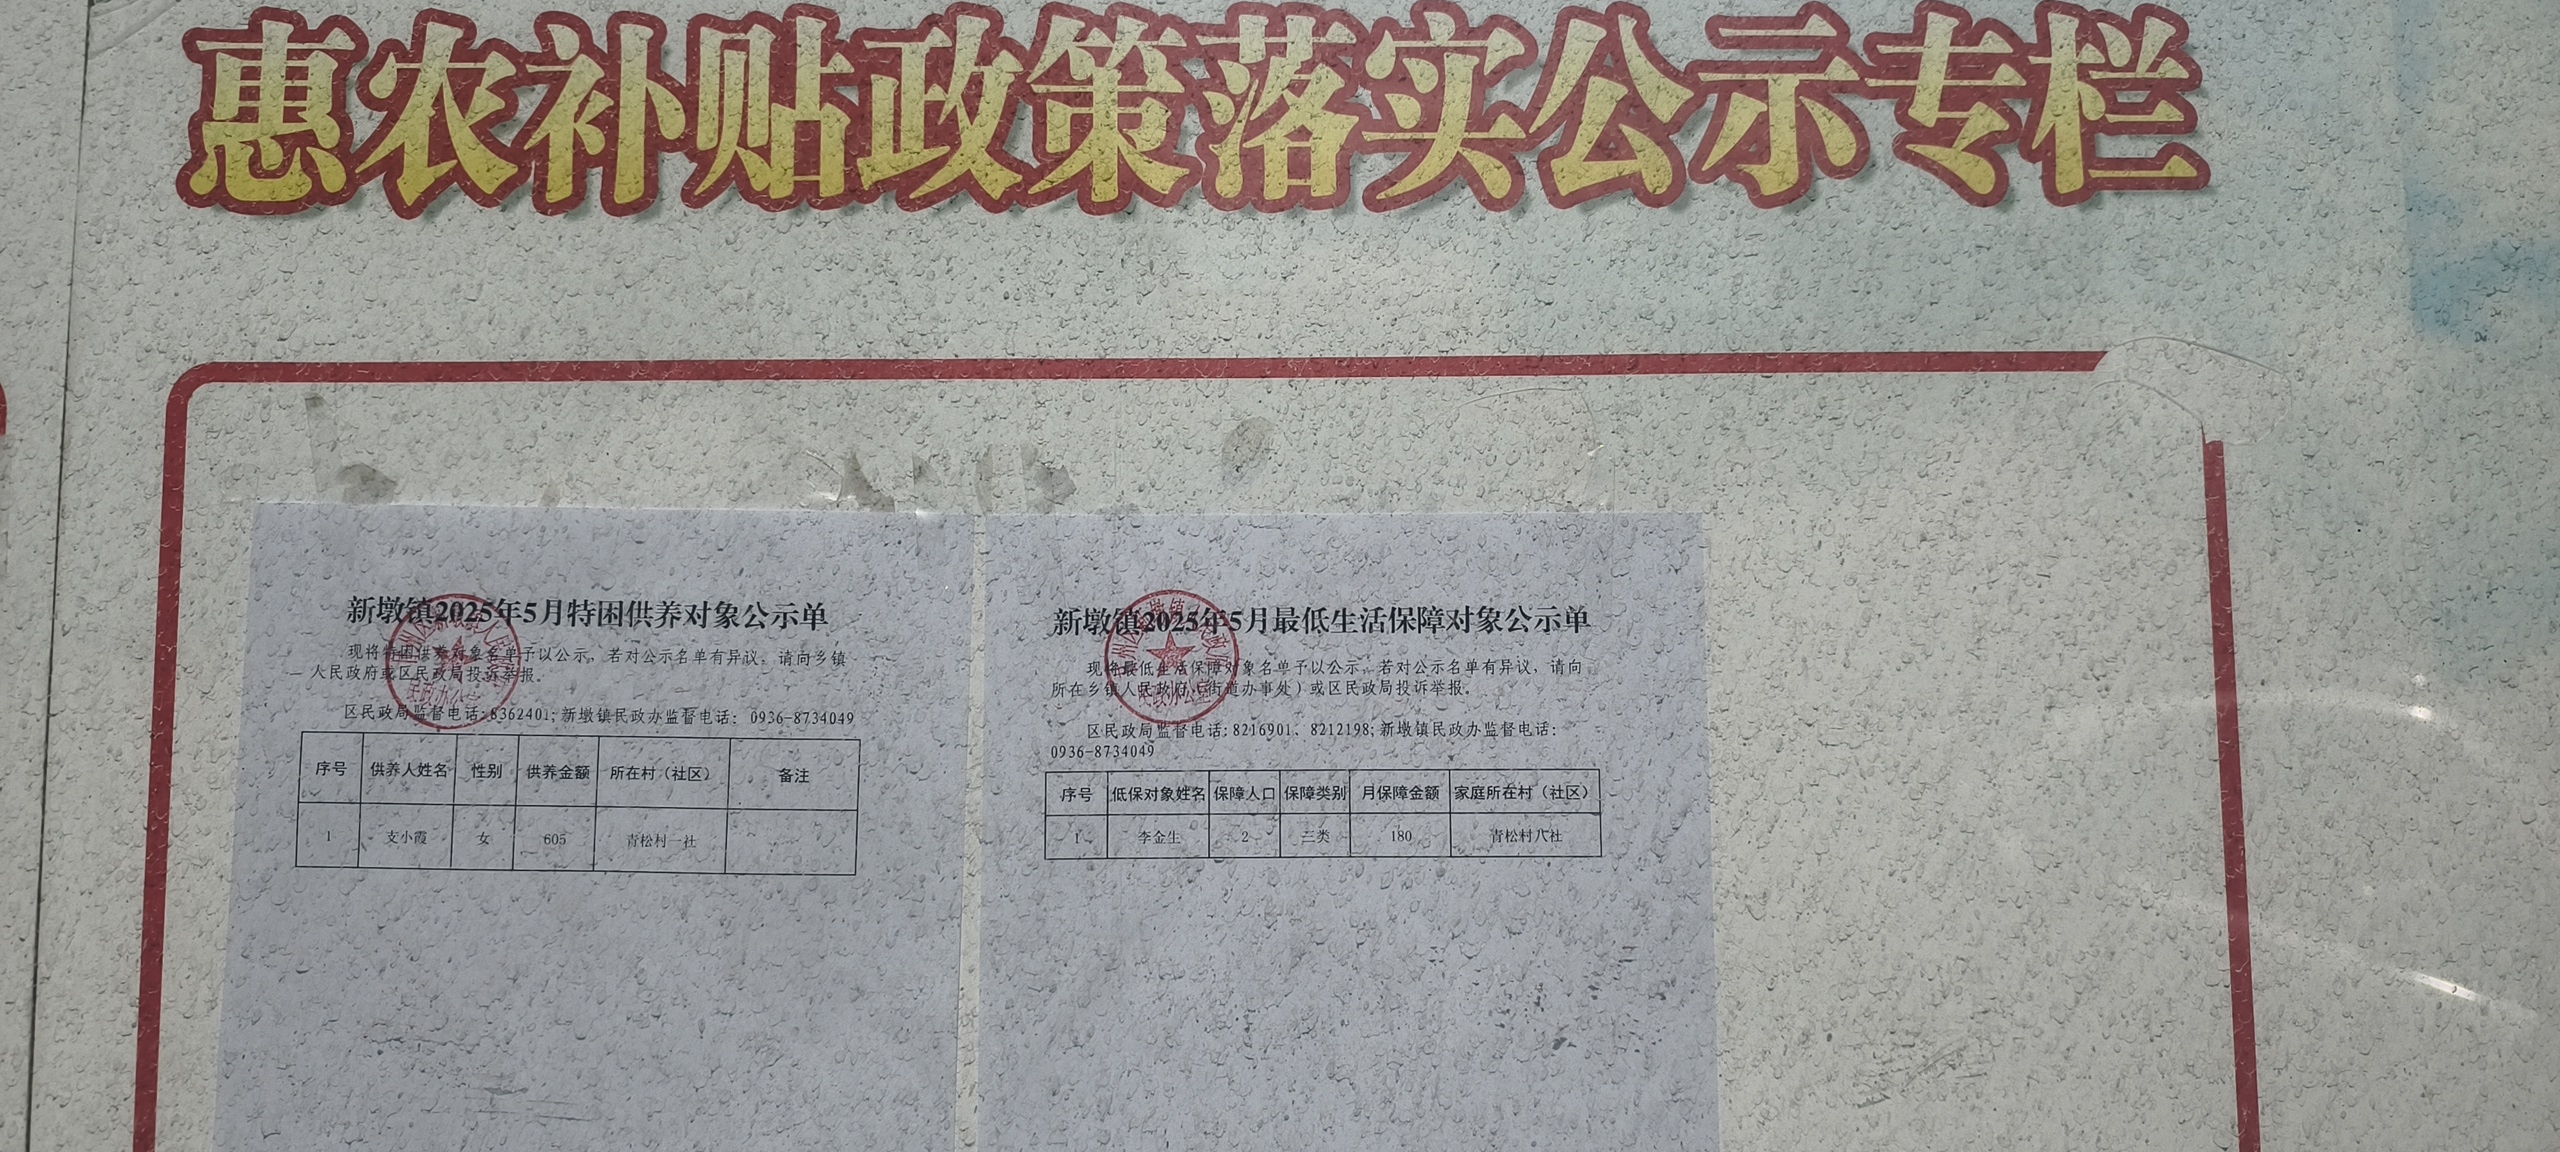 惠农补贴政策落实公示专栏
新墩镇2025年5月特困供养对象公示单
现将特困供养对象名单予以公示，若对公示名单有异议，请向乡镇
人民政府或区民政局投诉举报。
区民政局监督电话:8362401;新墩镇民政办监督电话: 0936-8734049
序号 供养人姓名 性别 供养金额 所在村（社区） 备注
1 支小霞 女 605 青松村一社
新墩镇2025年5月最低生活保障对象公示单
现将最低生活保障对象名单予以公示，若对公示名单有异议，请向
所在乡镇人民政府（街道办事处）或区民政局投诉举报。
区民政局监督电话:8216901、8212198;新墩镇民政办监督电话:
0936-8734049
序号 低保对象姓名 保障人口 保障类别 月保障金额 家庭所在村（社区）
1 李金生 2 三类 180 青松村八社